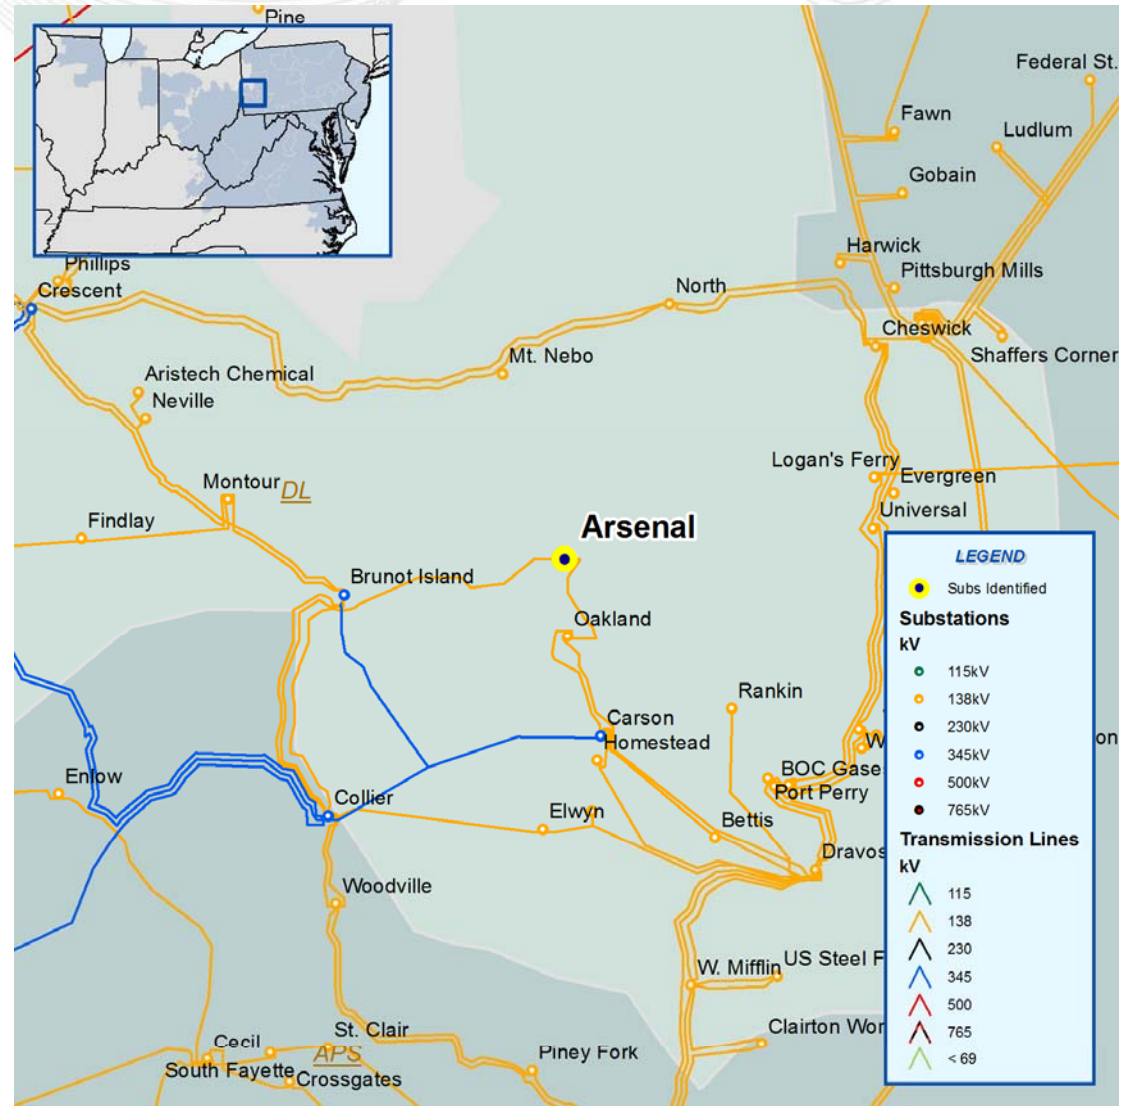 Pine
Federal St.
Fawn
Ludlum
Gobain
Harwick
Pittsburgh Mills
Phillips
Crescent
North
Cheswick
Shaffers Corner
Mt. Nebo
Aristech Chemical
Neville
Logan's Ferry
Evergreen
Montour
DL
Universal
Findlay
Arsenal
Brunot Island
Oakland
Rankin
Carson
Homestead
W
on
BOC Gase
Port Perry
Enlow
Collier
Elwyn
Bettis
Dravos
Woodville
W. Mifflin
US Steel F
Clairton Wor
St. Clair
Cecil
APS
South Fayette
Crossgates
Piney Fork
LEGEND
Subs Identified
Substations
kV
115kV
138kV
230kV
345kV
500kV
765kV
Transmission Lines
kV
115
138
230
345
500
765
< 69